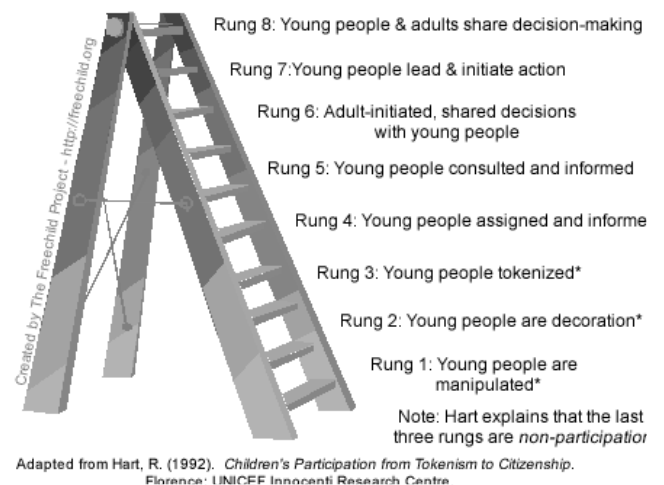 Rung 8: Young people & adults share decision-making
Rung 7:Young people lead & initiate action
Rung 6: Adult-initiated, shared decisions
with young people
Rung 5: Young people consulted and informed
Rung 4: Young people assigned and informe
Rung 3: Young people tokenized*
Rung 2: Young people are decoration*
Rung 1: Young people are
manipulated*
Note: Hart explains that the last
three rungs are non-participation
Created by The Freechild Project - http://freechild.org
Adapted from Hart, R. (1992). Children's Participation from Tokenism to Citizenship.
Florence: UNICEF Innocenti Research Centre